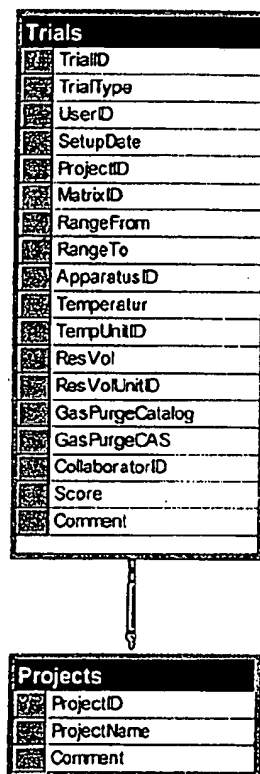 Trials
TrialID
TrialType
UserID
SetupDate
ProjectID
MatrixID
RangeFrom
RangeTo
ApparatusID
Temperatur
TempUnitID
ResVol
ResVolUnitID
GasPurgeCatalog
GasPurgeCAS
CollaboratorID
Score
Comment
Projects
ProjectID
ProjectName
Comment